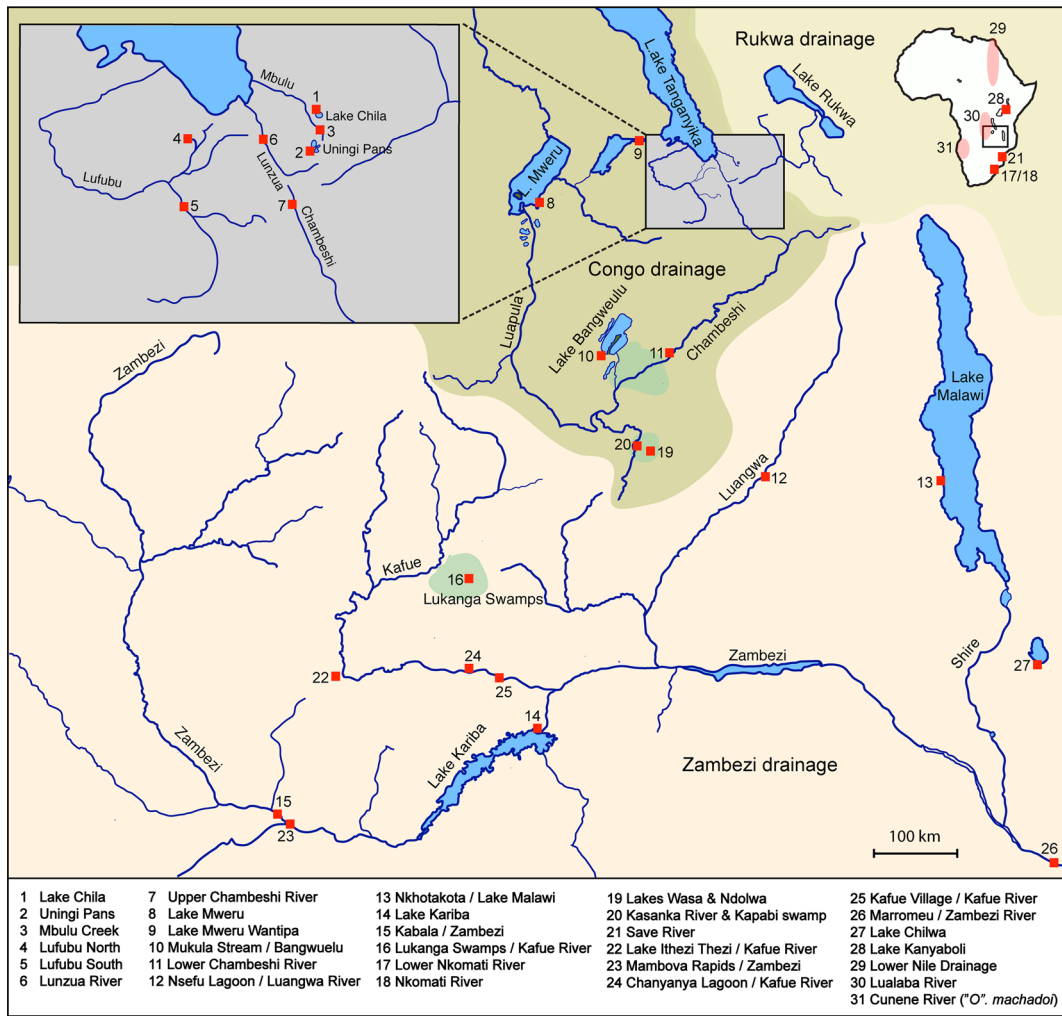 Rukwa drainage
Lake Rukwa
L.ake Tanganyika
L. Mweru
Congo drainage
Luapula
Lake Bangweulu
Chambeshi
Zambezi
Kafue
Lukanga Swamps
Luangwa
Lake
Malawi
Shire
Zambezi
Zambezi
Lake Kariba
Zambezi drainage
100 km
8
9
10
11
12
13
14
15
16
19
20
22
23
24
25
26
27
Mbulu
1
Lake Chila
3
2
Uningi Pans
4
6
Lunzua
Lufubu
5
7
Chambeshi
29
28
30
31
21
17/18
1 Lake Chila
2 Uningi Pans
3 Mbulu Creek
4 Lufubu North
5 Lufubu South
6 Lunzua River
7 Upper Chambeshi River
8 Lake Mweru
9 Lake Mweru Wantipa
10 Mukula Stream / Bangwuelu
11 Lower Chambeshi River
12 Nsefu Lagoon / Luangwa River
13 Nkhotakota / Lake Malawi
14 Lake Kariba
15 Kabala / Zambezi
16 Lukanga Swamps / Kafue River
17 Lower Nkomati River
18 Nkomati River
19 Lakes Wasa & Ndolwa
20 Kasanka River & Kapabi swamp
21 Save River
22 Lake Ithezi Thezi / Kafue River
23 Mambova Rapids / Zambezi
24 Chanyanya Lagoon / Kafue River
25 Kafue Village / Kafue River
26 Marromeu / Zambezi River
27 Lake Chilwa
28 Lake Kanyaboli
29 Lower Nile Drainage
30 Lualaba River
31 Cunene River ("O". machadoi)